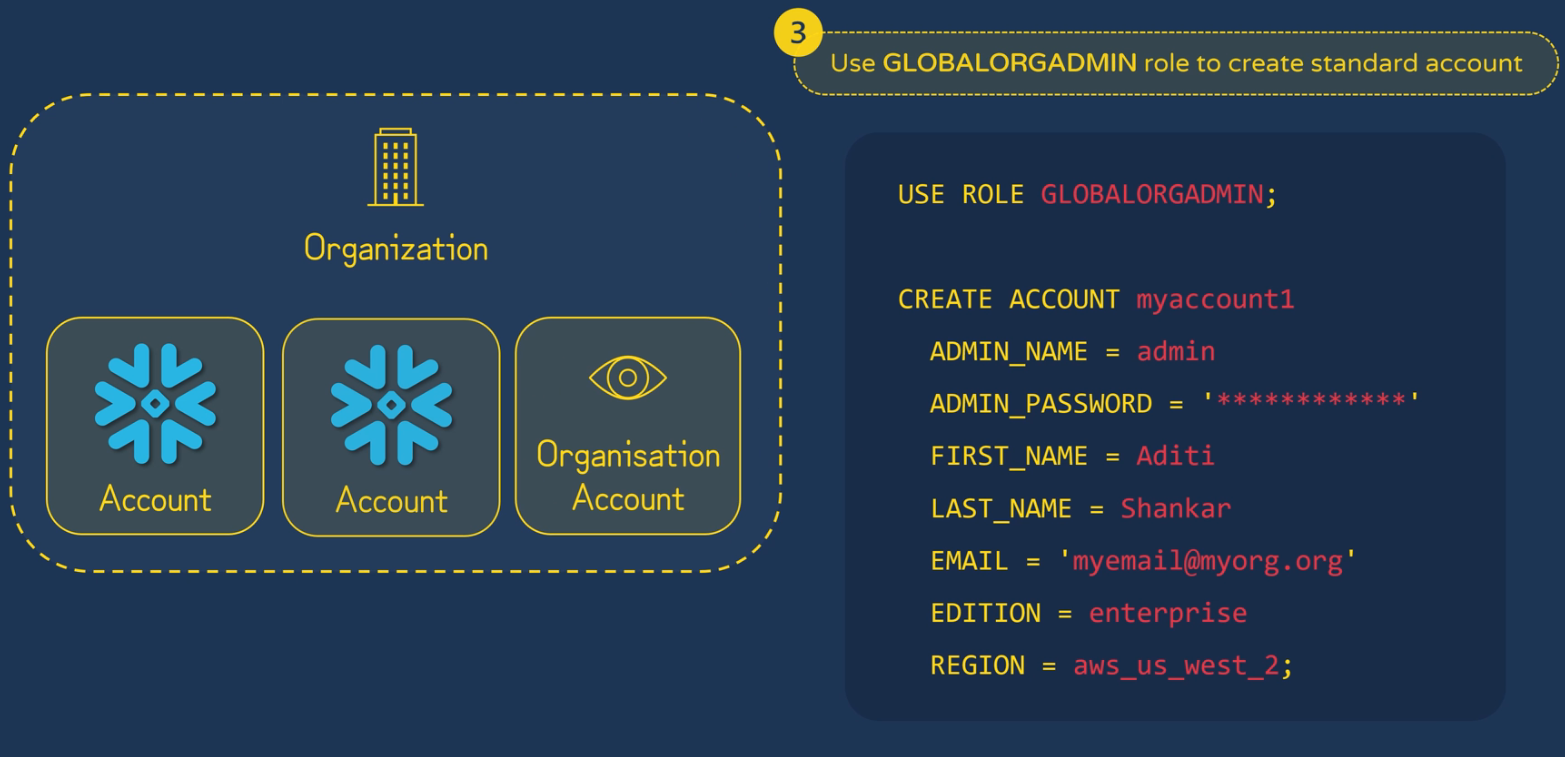 3
Use GLOBALORGADMIN role to create standard account
Organization
Account
Account
Organisation
Account
USE ROLE GLOBALORGADMIN;
CREATE ACCOUNT myaccount1
ADMIN_NAME = admin
ADMIN_PASSWORD = '************'
FIRST_NAME = Aditi
LAST_NAME = Shankar
EMAIL = 'myemail@myorg.org'
EDITION = enterprise
REGION = aws_us_west_2;